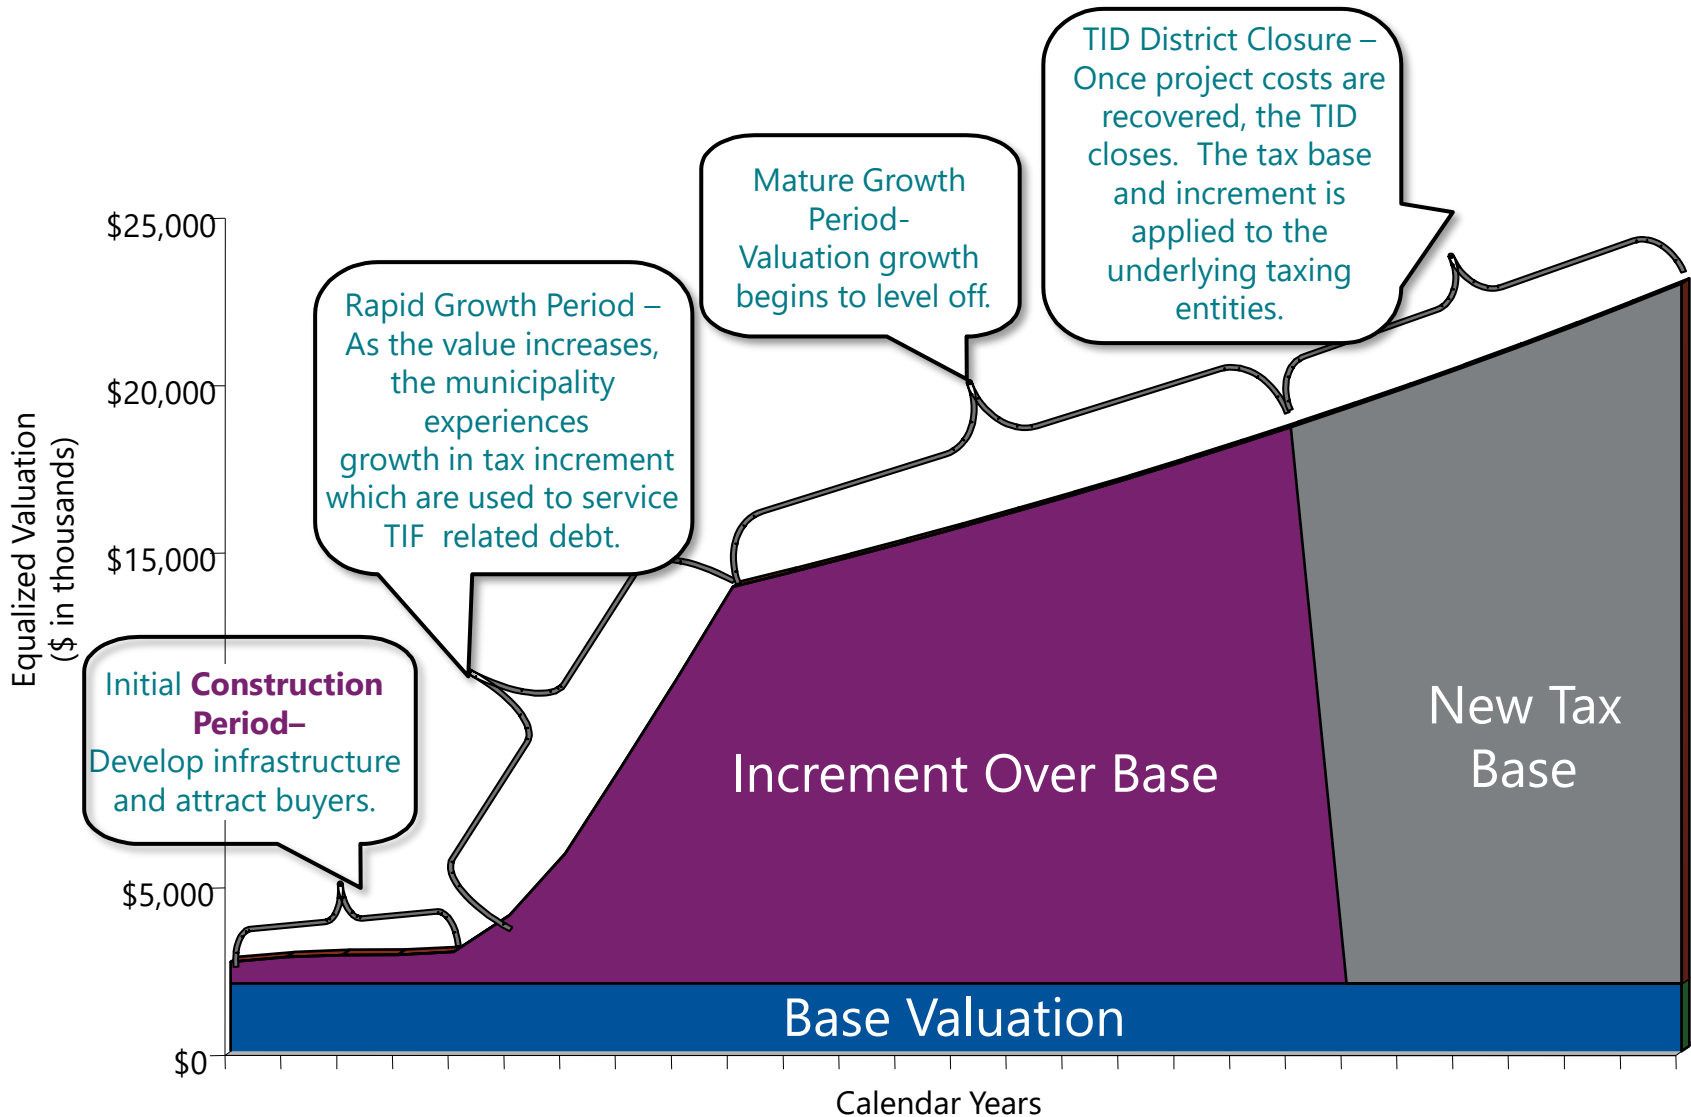 TID District Closure –
Once project costs are
recovered, the TID
closes. The tax base
and increment is
applied to the
underlying taxing
entities.
Mature Growth
Period-
Valuation growth
begins to level off.
Rapid Growth Period –
As the value increases,
the municipality
experiences
growth in tax increment
which are used to service
TIF related debt.
Initial Construction
Period–
Develop infrastructure
and attract buyers.
$25,000
$20,000
$15,000
$5,000
$0
Equalized Valuation
($ in thousands)
Increment Over Base
New Tax
Base
Base Valuation
Calendar Years